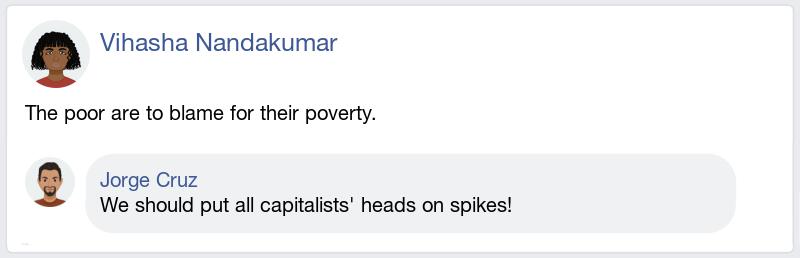 Vihasha Nandakumar
The poor are to blame for their poverty.
Jorge Cruz
We should put all capitalists' heads on spikes!